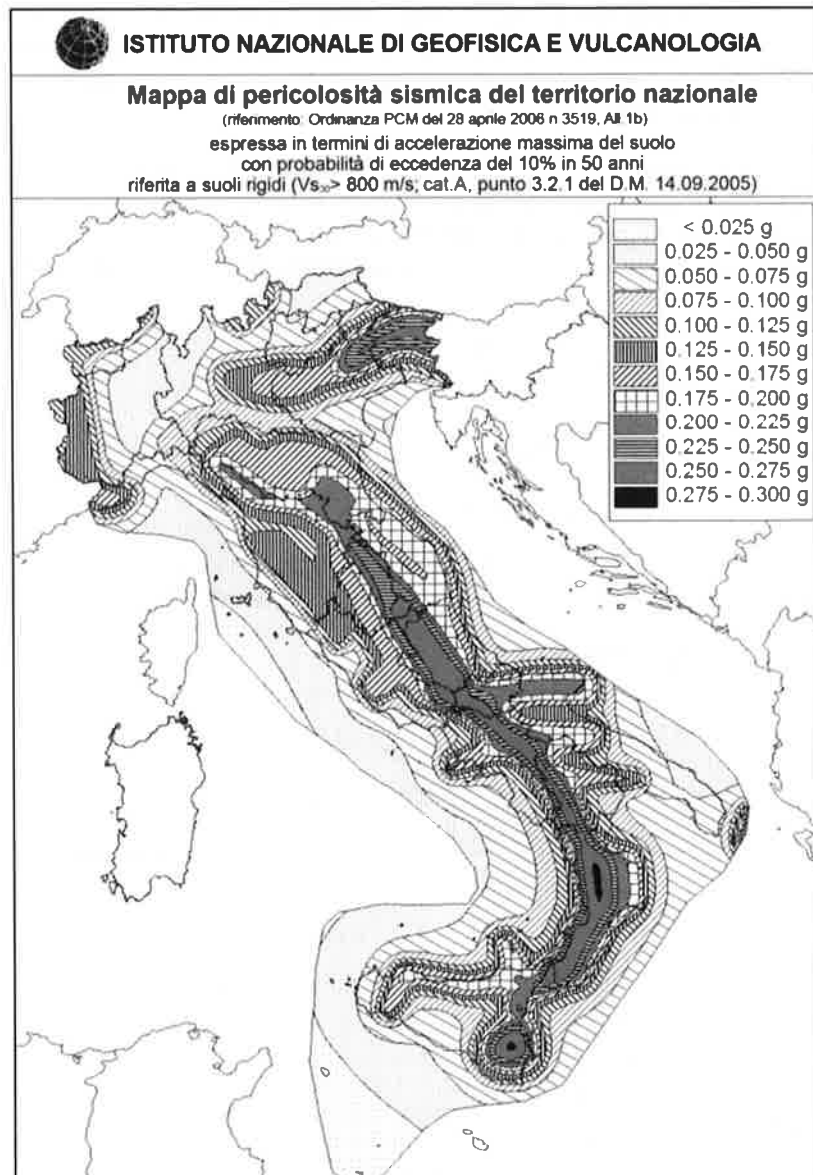 ISTITUTO NAZIONALE DI GEOFISICA E VULCANOLOGIA
Mappa di pericolosità sismica del territorio nazionale
(riferimento: Ordinanza PCM del 28 aprile 2006 n 3519, All. 1b)
espressa in termini di accelerazione massima del suolo
con probabilità di eccedenza del 10% in 50 anni
riferita a suoli rigidi (Vs₃₀> 800 m/s; cat.A, punto 3.2.1 del D.M. 14.09.2005)
< 0.025 g
0.025 - 0.050 g
0.050 - 0.075 g
0.075 - 0.100 g
0.100 - 0.125 g
0.125 - 0.150 g
0.150 - 0.175 g
0.175 - 0.200 g
0.200 - 0.225 g
0.225 - 0.250 g
0.250 - 0.275 g
0.275 - 0.300 g